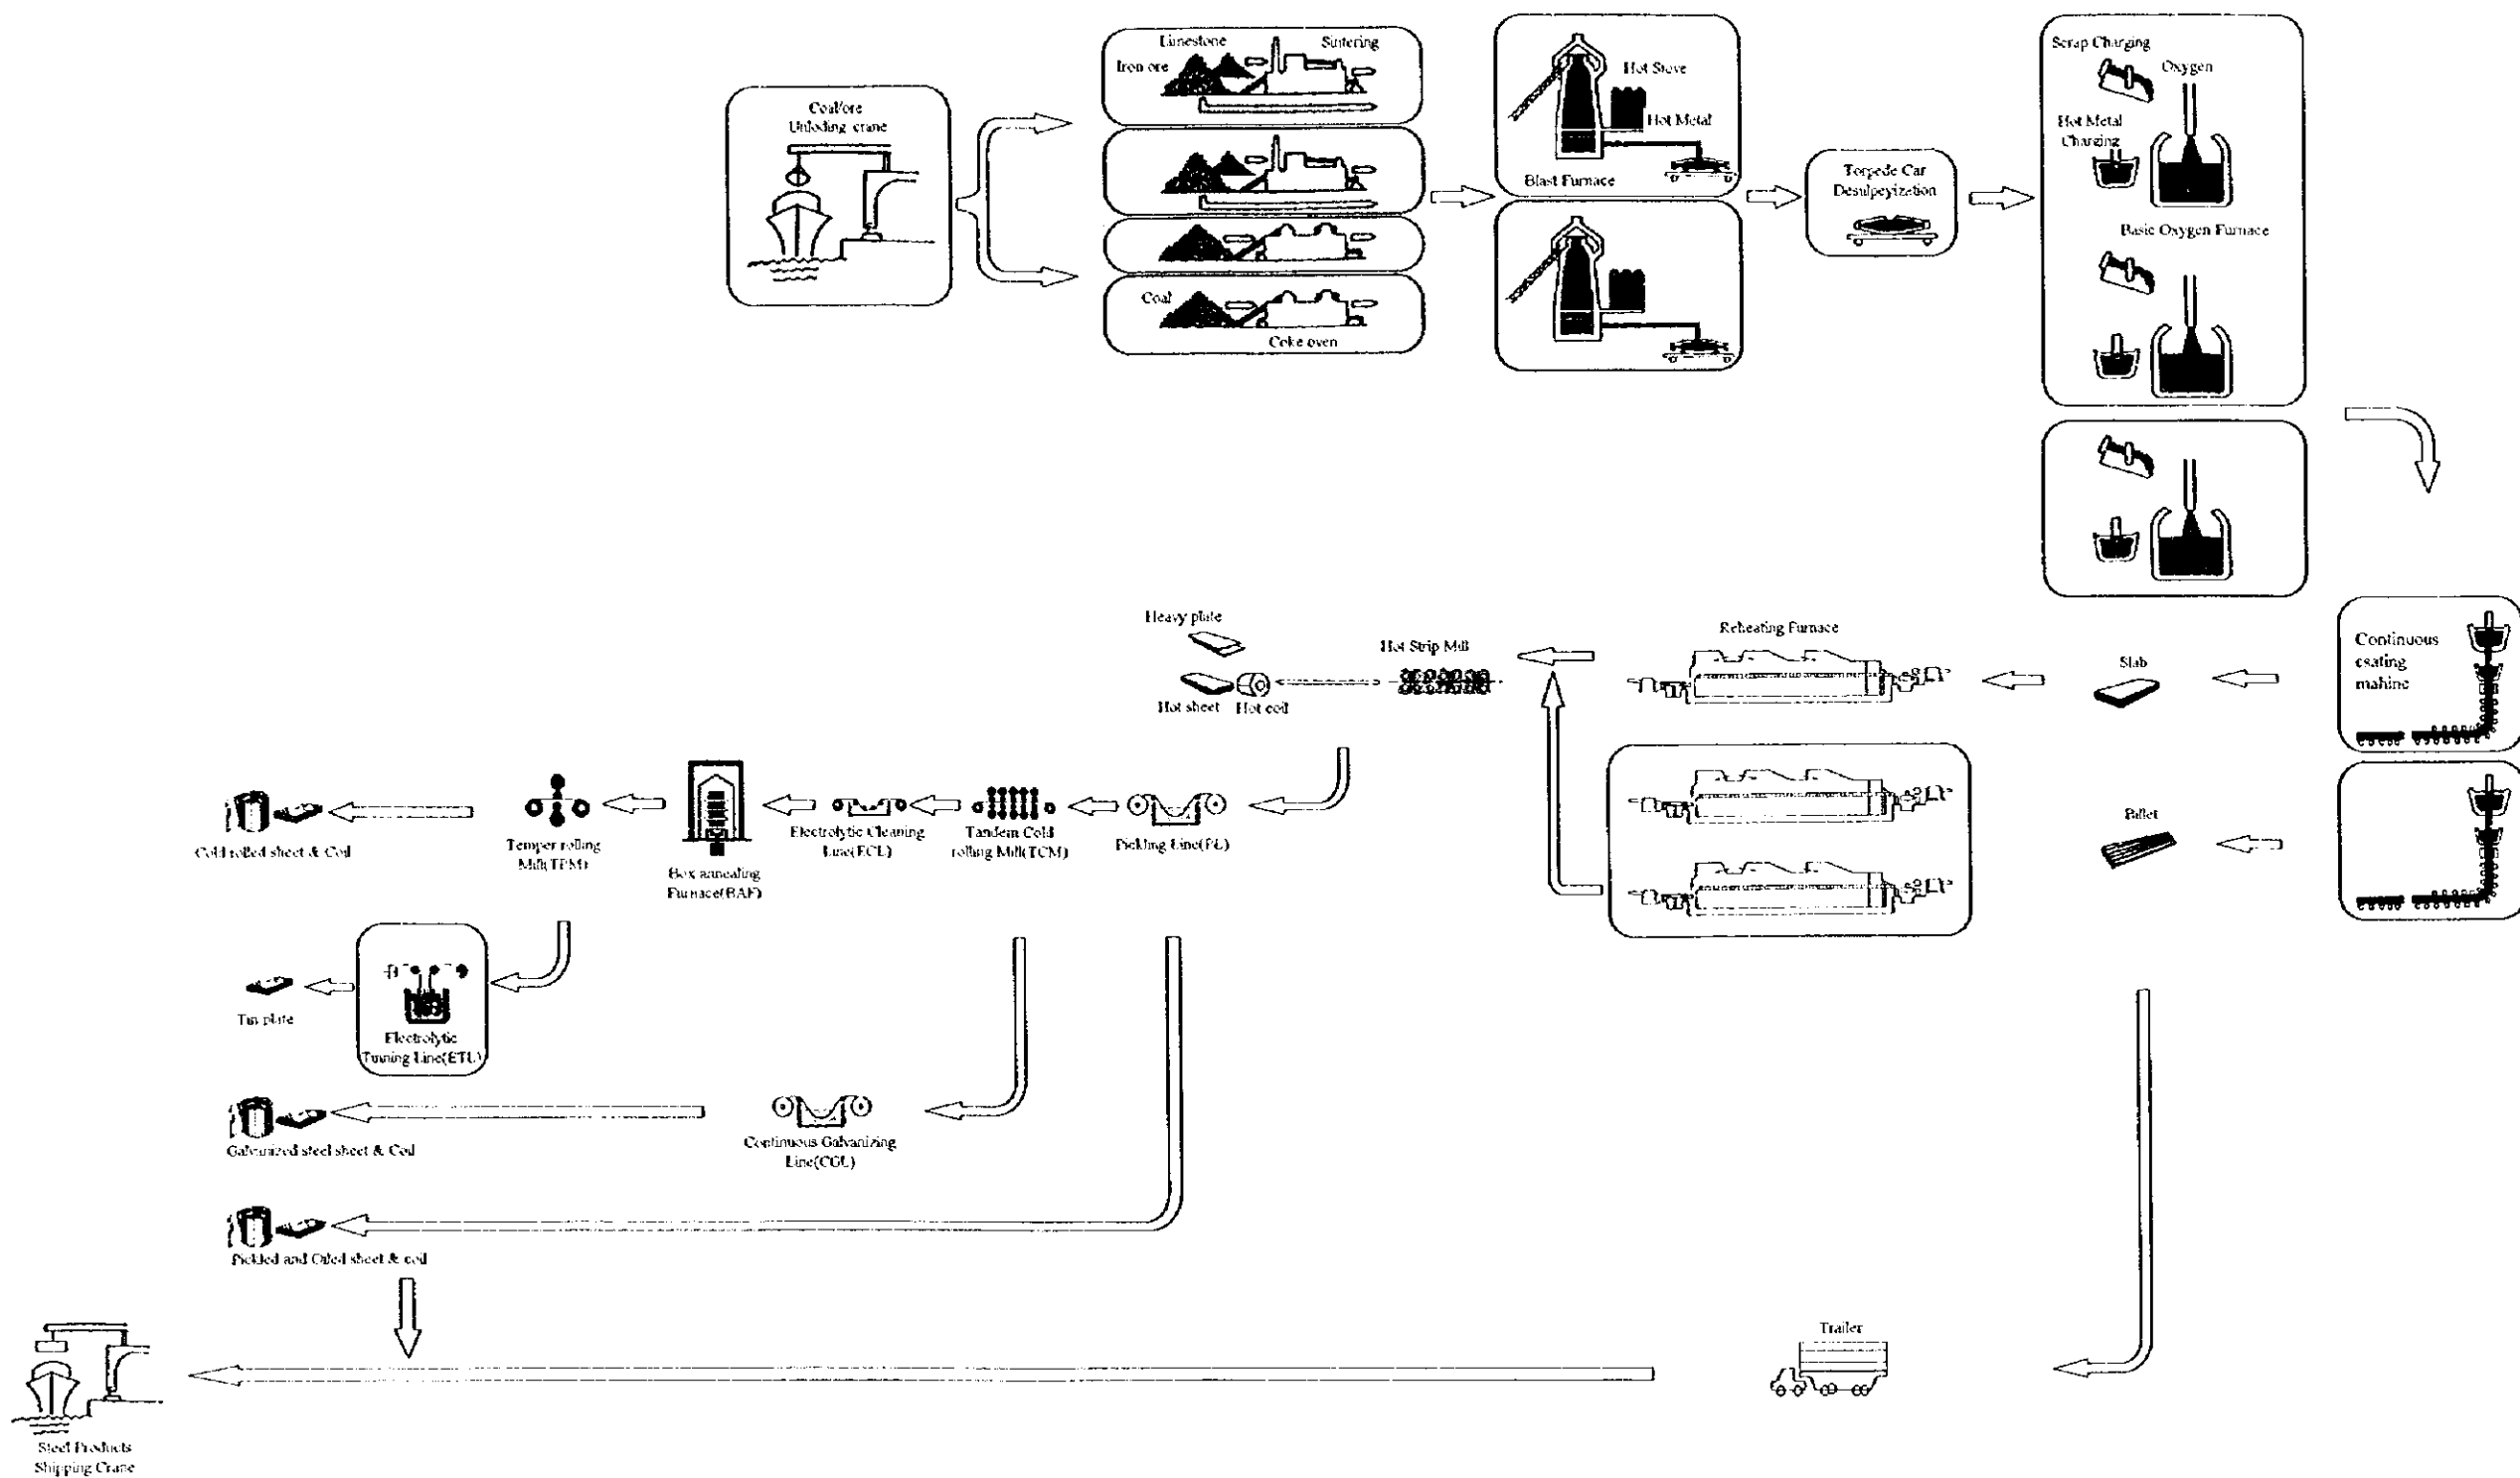 Coal/ore
Unloding crane
Limestone
Sintering
Iron ore
Coal
Coke oven
Hot Stove
Hot Metal
Blast Furnace
Torpede Car
Desulpeyization
Scrap Charging
Oxygen
Hot Metal
Charging
Basic Oxygen Furnace
Continuous
csating
mahine
Slab
Billet
Reheating Furnace
Hot Strip Mill
Heavy plate
Hot sheet
Hot coil
Pickling Line(PL)
Tandem Cold
rolling Mill(TCM)
Electrolytic Cleaning
Line(ECL)
Box annealing
Furnace(BAF)
Temper rolling
Mill(TPM)
Cold rolled sheet & Coil
Electrolytic
Tinning Line(ETL)
Tin plate
Continuous Galvanizing
Line(CGL)
Galvanized steel sheet & Coil
Pickled and Oiled sheet & coil
Trailer
Steel Products
Shipping Crane